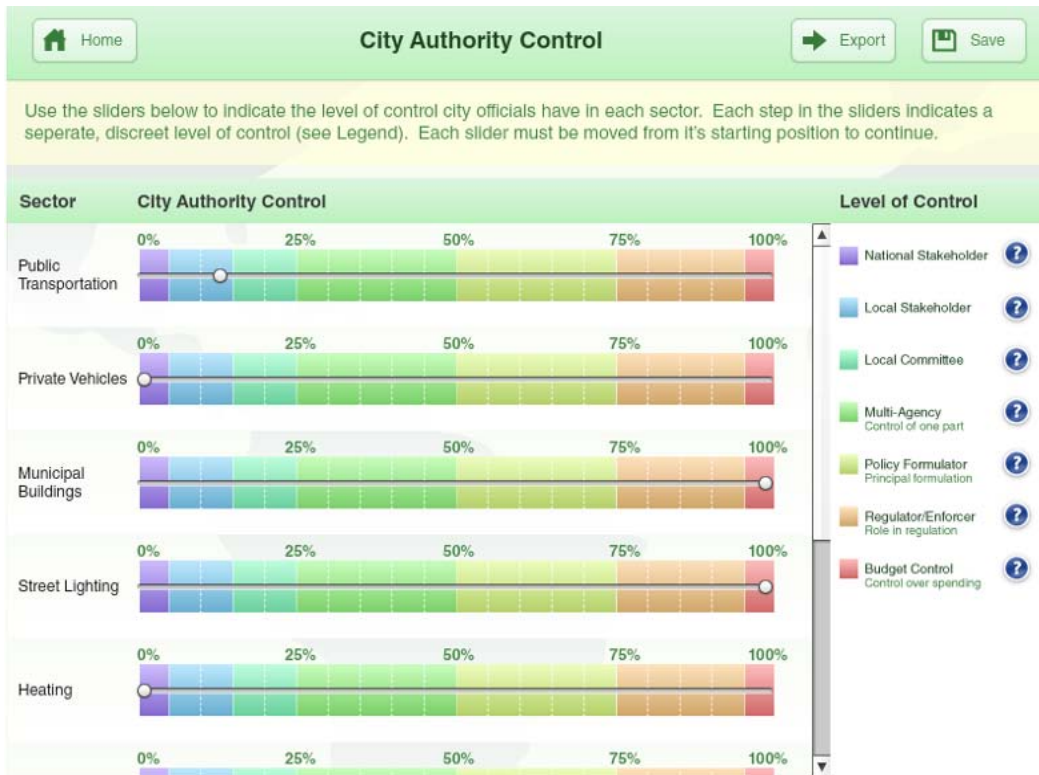 Home
City Authority Control
Export
Save
Use the sliders below to indicate the level of control city officials have in each sector.  Each step in the sliders indicates a
seperate, discreet level of control (see Legend).  Each slider must be moved from it's starting position to continue.
Sector
City Authority Control
Level of Control
0% 25% 50% 75% 100%
Public
Transportation
0% 25% 50% 75% 100%
Private Vehicles
0% 25% 50% 75% 100%
Municipal
Buildings
0% 25% 50% 75% 100%
Street Lighting
0% 25% 50% 75% 100%
Heating
0% 25% 50% 75% 100%
National Stakeholder ?
Local Stakeholder ?
Local Committee ?
Multi-Agency ?
Control of one part
Policy Formulator ?
Principal formulation
Regulator/Enforcer ?
Role in regulation
Budget Control ?
Control over spending